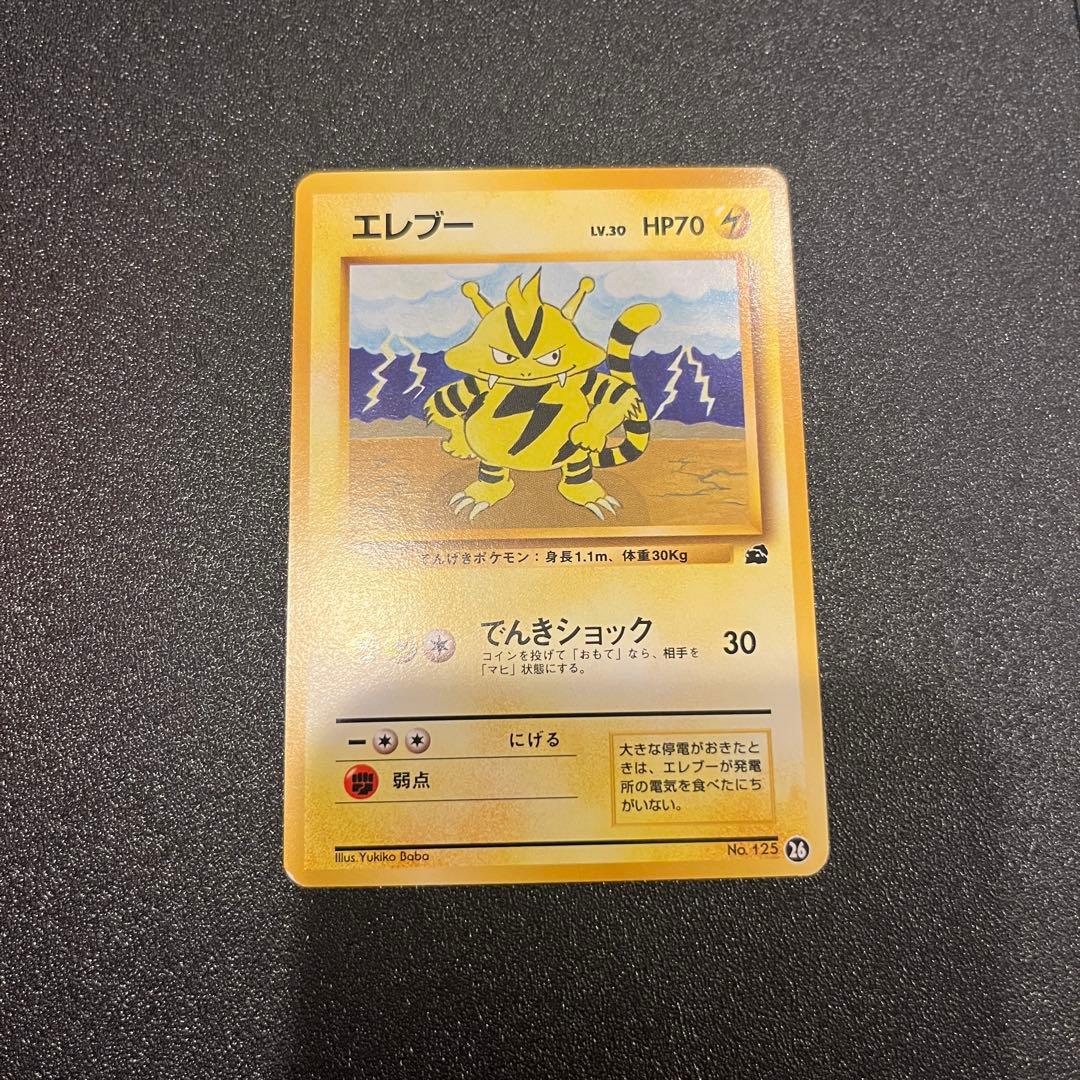 エレブー
LV.30 HP70
でんげきポケモン：身長1.1m、体重30Kg
でんきショック
30
コインを投げて「おもて」なら、相手を
「マヒ」状態にする。
にげる
弱点
大きな停電がおきたと
きは、エレブーが発電
所の電気を食べたにち
がいない。
Illus.Yukiko Baba
No. 125
26